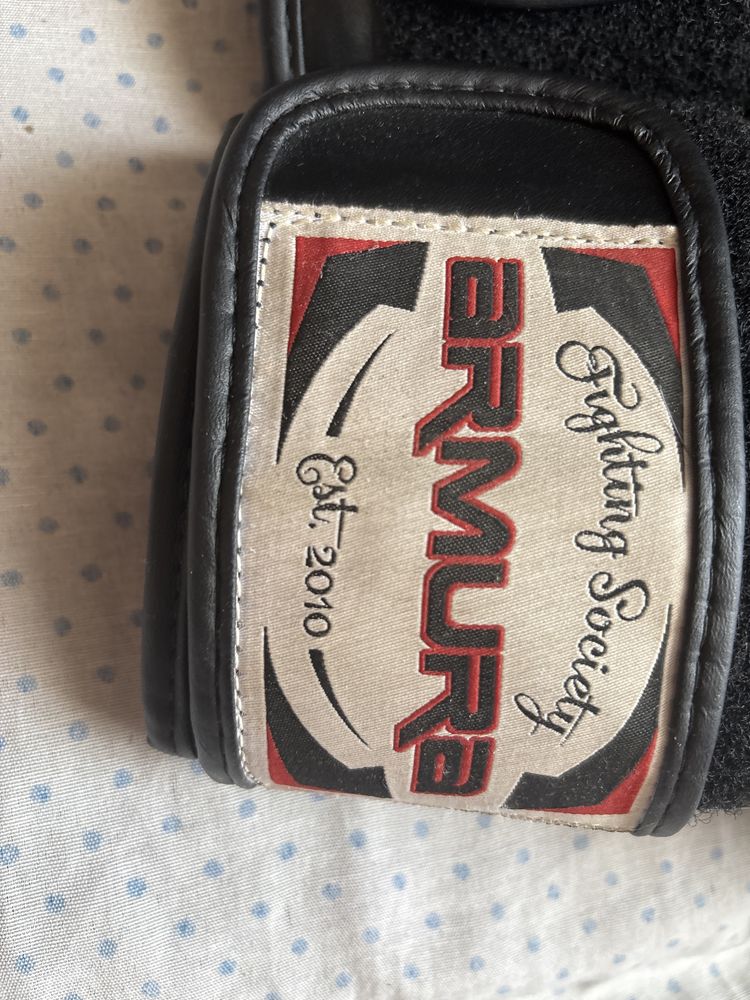 Fighting Society
ARMURA
Est. 2010